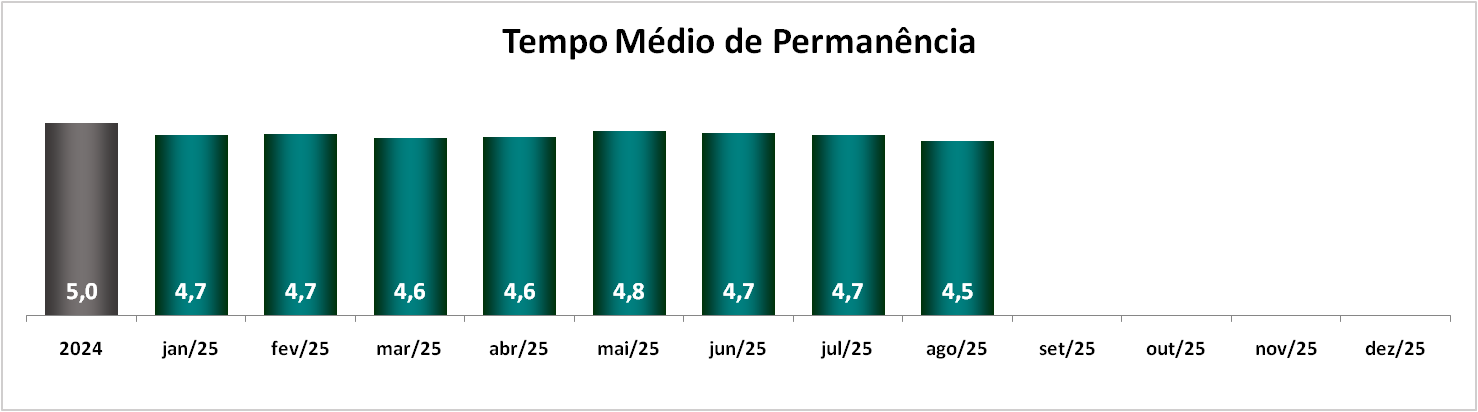 Tempo Médio de Permanência
5,0 4,7 4,7 4,6 4,6 4,8 4,7 4,7 4,5
2024 jan/25 fev/25 mar/25 abr/25 mai/25 jun/25 jul/25 ago/25 set/25 out/25 nov/25 dez/25